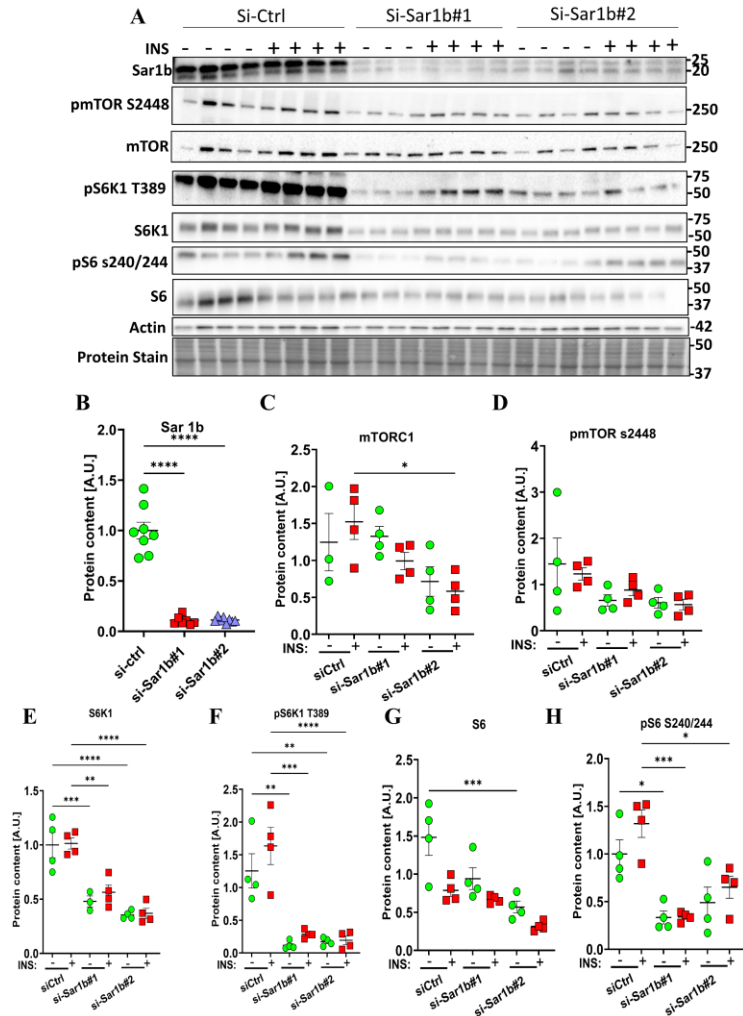 A
Si-Ctrl Si-Sar1b#1 Si-Sar1b#2
INS - - - - + + + + - - - + + + + - - - - + + + +
Sar1b 25
20
pmTOR S2448 250
mTOR 250
pS6K1 T389 75
50
S6K1 75
50
pS6 s240/244 50
37
S6 50
37
Actin 42
Protein Stain 50
37
B
Sar 1b
****
****
Protein content [A.U.]
2.0
1.5
1.0
0.5
0.0
si-ctrl si-Sar1b#1 si-Sar1b#2
C
mTORC1
*
Protein content [A.U.]
2.5
2.0
1.5
1.0
0.5
0.0
INS: - + - + - +
siCtrl si-Sar1b#1 si-Sar1b#2
D
pmTOR s2448
Protein content [A.U.]
4
3
2
1
0
INS: - + - + - +
siCtrl si-Sar1b#1 si-Sar1b#2
E
S6K1
****
****
**
***
Protein content [A.U.]
1.5
1.0
0.5
0.0
INS: - + - + - +
siCtrl si-Sar1b#1 si-Sar1b#2
F
pS6K1 T389
****
**
***
**
Protein content [A.U.]
2.5
2.0
1.5
1.0
0.5
0.0
INS: - + - + - +
siCtrl si-Sar1b#1 si-Sar1b#2
G
S6
***
Protein content [A.U.]
2.5
2.0
1.5
1.0
0.5
0.0
INS: - + - + - +
siCtrl si-Sar1b#1 si-Sar1b#2
H
pS6 S240/244
*
***
*
Protein content [A.U.]
2.0
1.5
1.0
0.5
0.0
INS: - + - + - +
siCtrl si-Sar1b#1 si-Sar1b#2